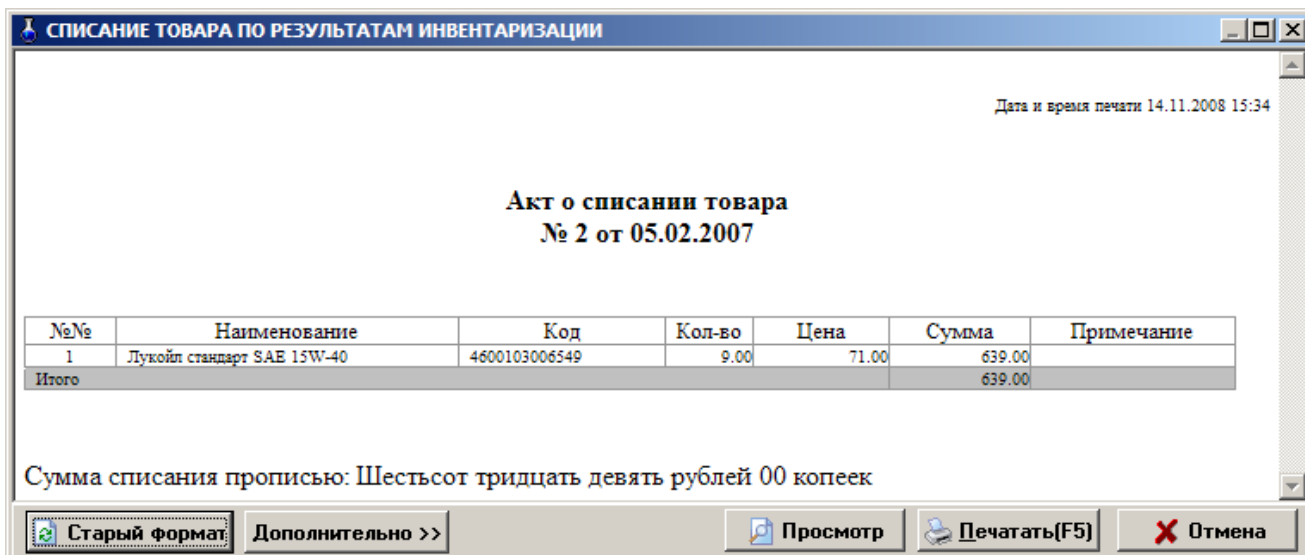 СПИСАНИЕ ТОВАРА ПО РЕЗУЛЬТАТАМ ИНВЕНТАРИЗАЦИИ
Дата и время печати 14.11.2008 15:34
Акт о списании товара
№ 2 от 05.02.2007
№№ Наименование Код Кол-во Цена Сумма Примечание
1 Лукойл стандарт SAE 15W-40 4600103006549 9.00 71.00 639.00
Итого 639.00
Сумма списания прописью: Шестьсот тридцать девять рублей 00 копеек
Старый формат Дополнительно >> Просмотр Печатать(F5) Отмена